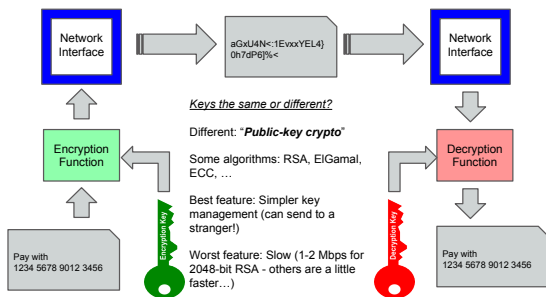 Network
Interface
aGxU4N<:1EvxxYEL4}
0h7dP6]%<
Network
Interface
Keys the same or different?
Different: “Public-key crypto”
Some algorithms: RSA, ElGamal,
ECC, …
Best feature: Simpler key
management (can send to a
stranger!)
Worst feature: Slow (1-2 Mbps for
2048-bit RSA - others are a little
faster…)
Encryption
Function
Decryption
Function
Encryption Key
Decryption Key
Pay with
1234 5678 9012 3456
Pay with
1234 5678 9012 3456